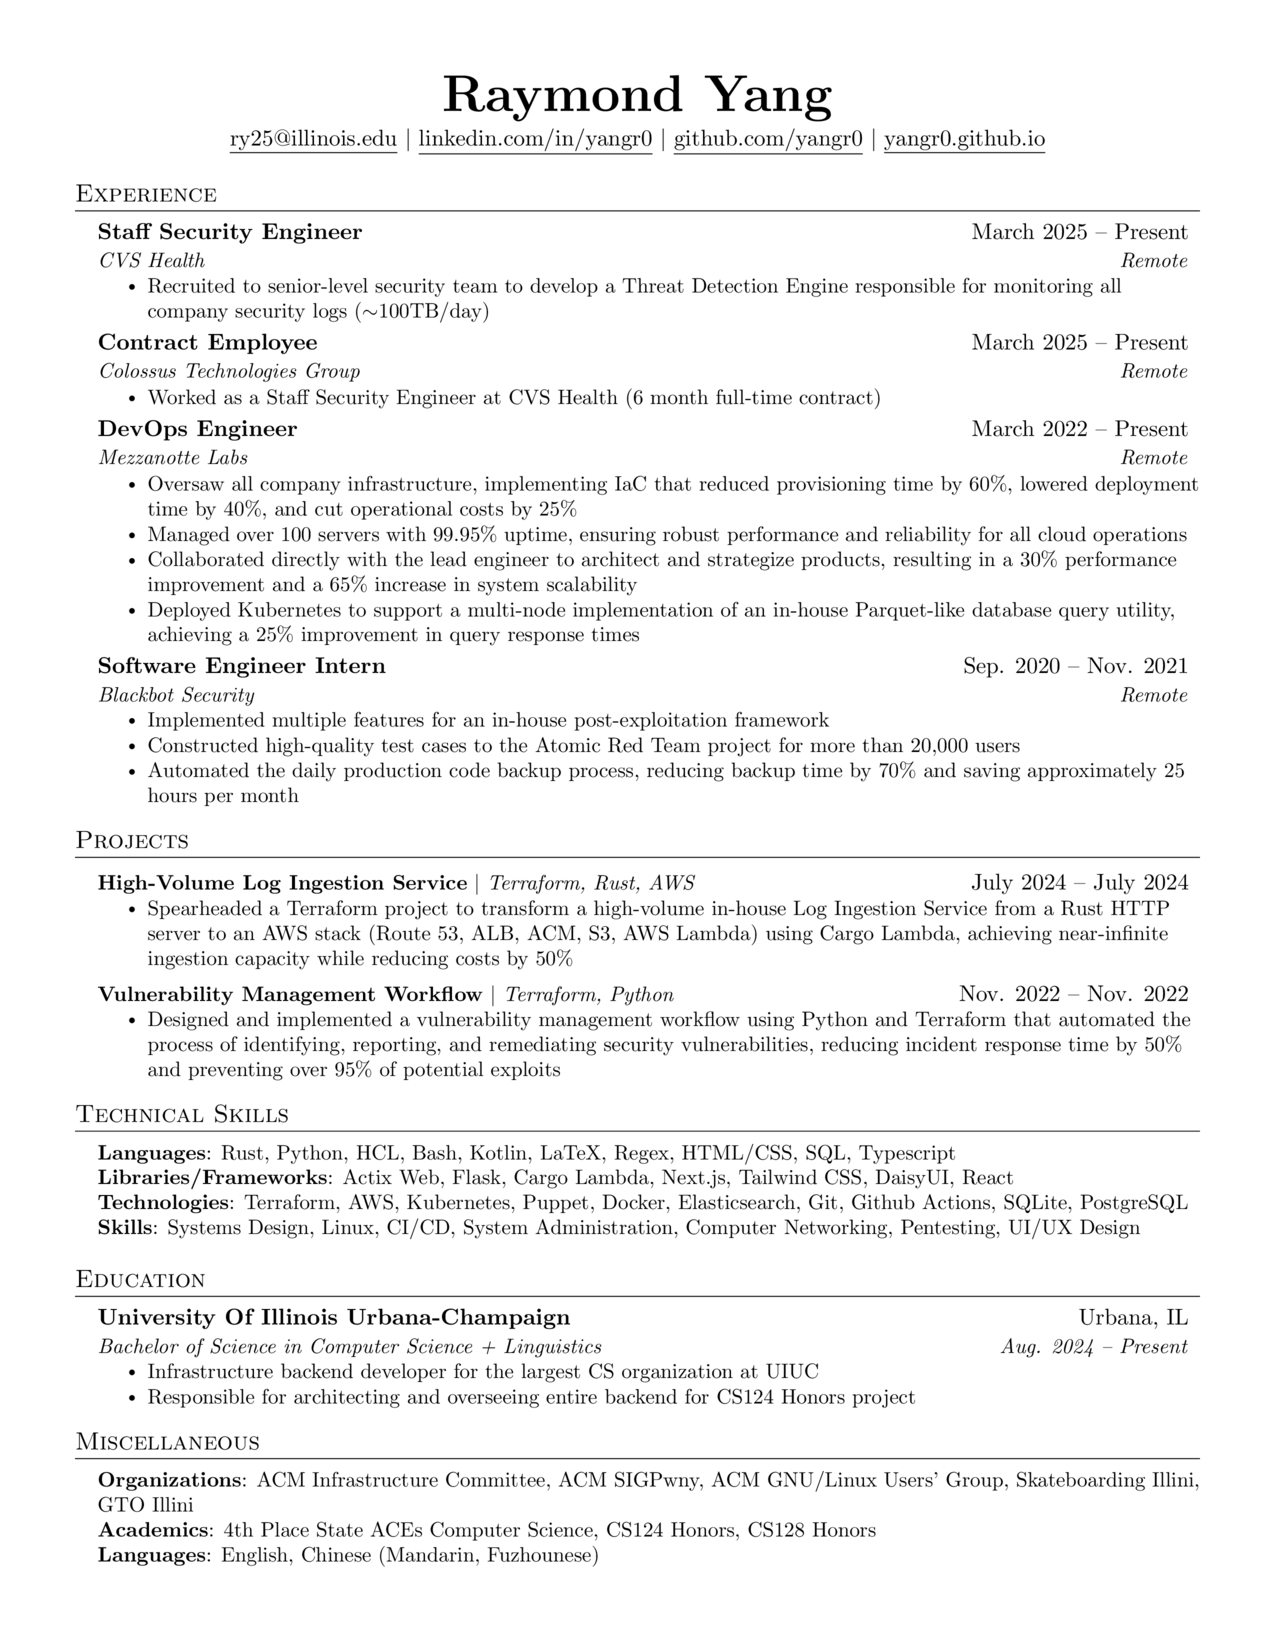 Raymond Yang
ry25@illinois.edu | linkedin.com/in/yangr0 | github.com/yangr0 | yangr0.github.io
Experience
Staff Security Engineer March 2025 – Present
CVS Health Remote
• Recruited to senior-level security team to develop a Threat Detection Engine responsible for monitoring all
company security logs (~100TB/day)
Contract Employee March 2025 – Present
Colossus Technologies Group Remote
• Worked as a Staff Security Engineer at CVS Health (6 month full-time contract)
DevOps Engineer March 2022 – Present
Mezzanotte Labs Remote
• Oversaw all company infrastructure, implementing IaC that reduced provisioning time by 60%, lowered deployment
time by 40%, and cut operational costs by 25%
• Managed over 100 servers with 99.95% uptime, ensuring robust performance and reliability for all cloud operations
• Collaborated directly with the lead engineer to architect and strategize products, resulting in a 30% performance
improvement and a 65% increase in system scalability
• Deployed Kubernetes to support a multi-node implementation of an in-house Parquet-like database query utility,
achieving a 25% improvement in query response times
Software Engineer Intern Sep. 2020 – Nov. 2021
Blackbot Security Remote
• Implemented multiple features for an in-house post-exploitation framework
• Constructed high-quality test cases to the Atomic Red Team project for more than 20,000 users
• Automated the daily production code backup process, reducing backup time by 70% and saving approximately 25
hours per month
Projects
High-Volume Log Ingestion Service | Terraform, Rust, AWS July 2024 – July 2024
• Spearheaded a Terraform project to transform a high-volume in-house Log Ingestion Service from a Rust HTTP
server to an AWS stack (Route 53, ALB, ACM, S3, AWS Lambda) using Cargo Lambda, achieving near-infinite
ingestion capacity while reducing costs by 50%
Vulnerability Management Workflow | Terraform, Python Nov. 2022 – Nov. 2022
• Designed and implemented a vulnerability management workflow using Python and Terraform that automated the
process of identifying, reporting, and remediating security vulnerabilities, reducing incident response time by 50%
and preventing over 95% of potential exploits
Technical Skills
Languages: Rust, Python, HCL, Bash, Kotlin, LaTeX, Regex, HTML/CSS, SQL, Typescript
Libraries/Frameworks: Actix Web, Flask, Cargo Lambda, Next.js, Tailwind CSS, DaisyUI, React
Technologies: Terraform, AWS, Kubernetes, Puppet, Docker, Elasticsearch, Git, Github Actions, SQLite, PostgreSQL
Skills: Systems Design, Linux, CI/CD, System Administration, Computer Networking, Pentesting, UI/UX Design
Education
University Of Illinois Urbana-Champaign Urbana, IL
Bachelor of Science in Computer Science + Linguistics Aug. 2024 – Present
• Infrastructure backend developer for the largest CS organization at UIUC
• Responsible for architecting and overseeing entire backend for CS124 Honors project
Miscellaneous
Organizations: ACM Infrastructure Committee, ACM SIGPwny, ACM GNU/Linux Users' Group, Skateboarding Illini,
GTO Illini
Academics: 4th Place State ACEs Computer Science, CS124 Honors, CS128 Honors
Languages: English, Chinese (Mandarin, Fuzhounese)